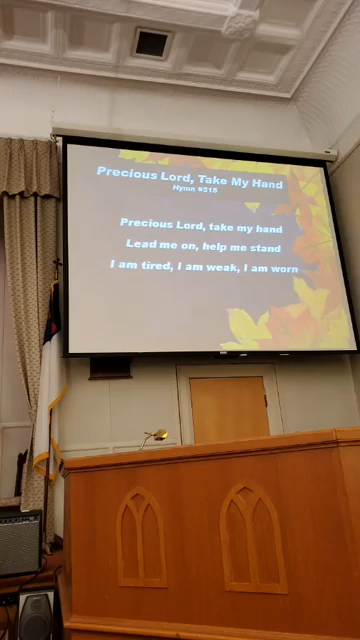 Precious Lord, Take My Hand
Hymn #515
Precious Lord, take my hand
Lead me on, help me stand
I am tired, I am weak, I am worn